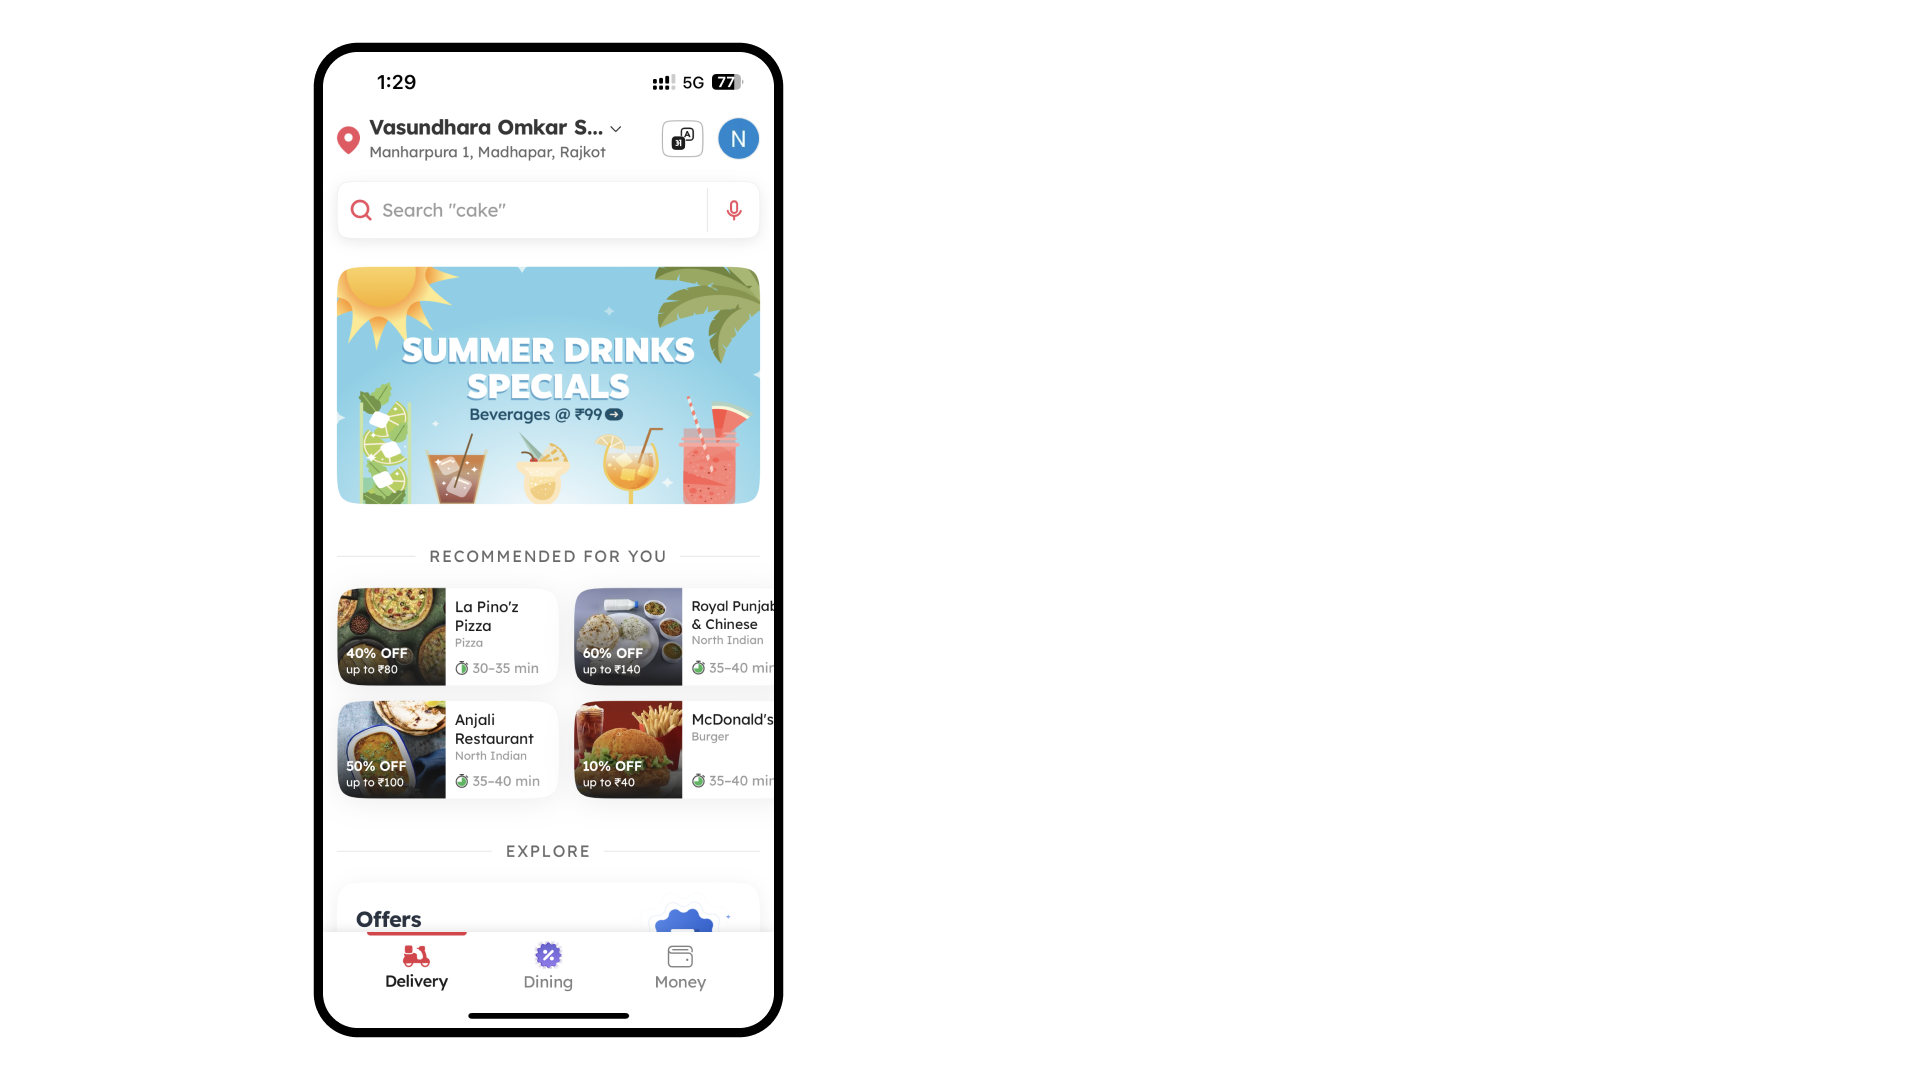 1:29
5G 77
Vasundhara Omkar S...
Manharpura 1, Madhapar, Rajkot
अ A
N
Search "cake"
SUMMER DRINKS
SPECIALS
Beverages @ ₹99
RECOMMENDED FOR YOU
La Pino'z
Pizza
Pizza
40% OFF
up to ₹80
30–35 min
Royal Punjab
& Chinese
North Indian
60% OFF
up to ₹140
35–40 min
Anjali
Restaurant
North Indian
50% OFF
up to ₹100
35–40 min
McDonald's
Burger
10% OFF
up to ₹40
35–40 min
EXPLORE
Offers
Delivery
Dining
Money